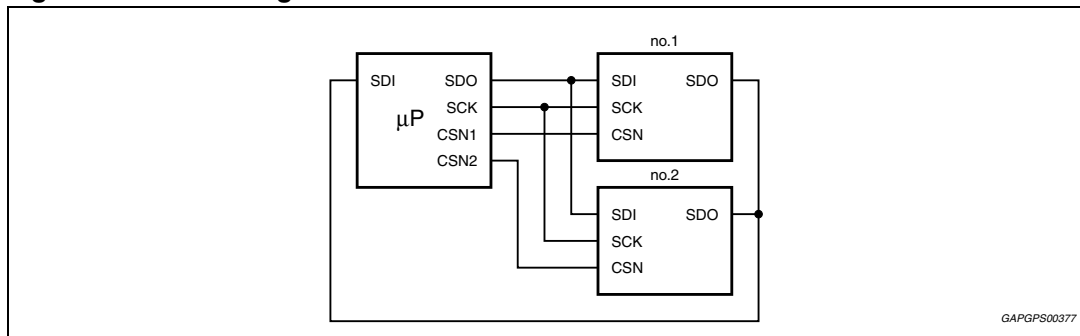 no.1
SDI SDO
SCK
μP
CSN1
CSN2
SDI SDO
SCK
CSN
no.2
SDI SDO
SCK
CSN
GAPGPS00377